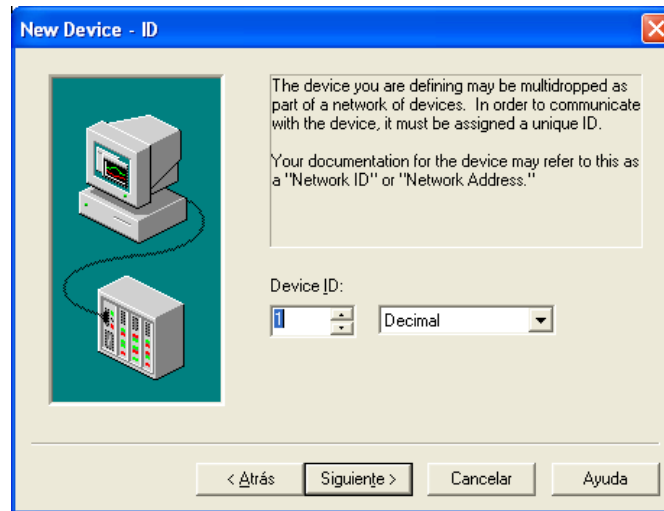 New Device - ID
The device you are defining may be multidropped as
part of a network of devices. In order to communicate
with the device, it must be assigned a unique ID.
Your documentation for the device may refer to this as
a "Network ID" or "Network Address."
Device ID:
1 Decimal
< Atrás Siguiente > Cancelar Ayuda